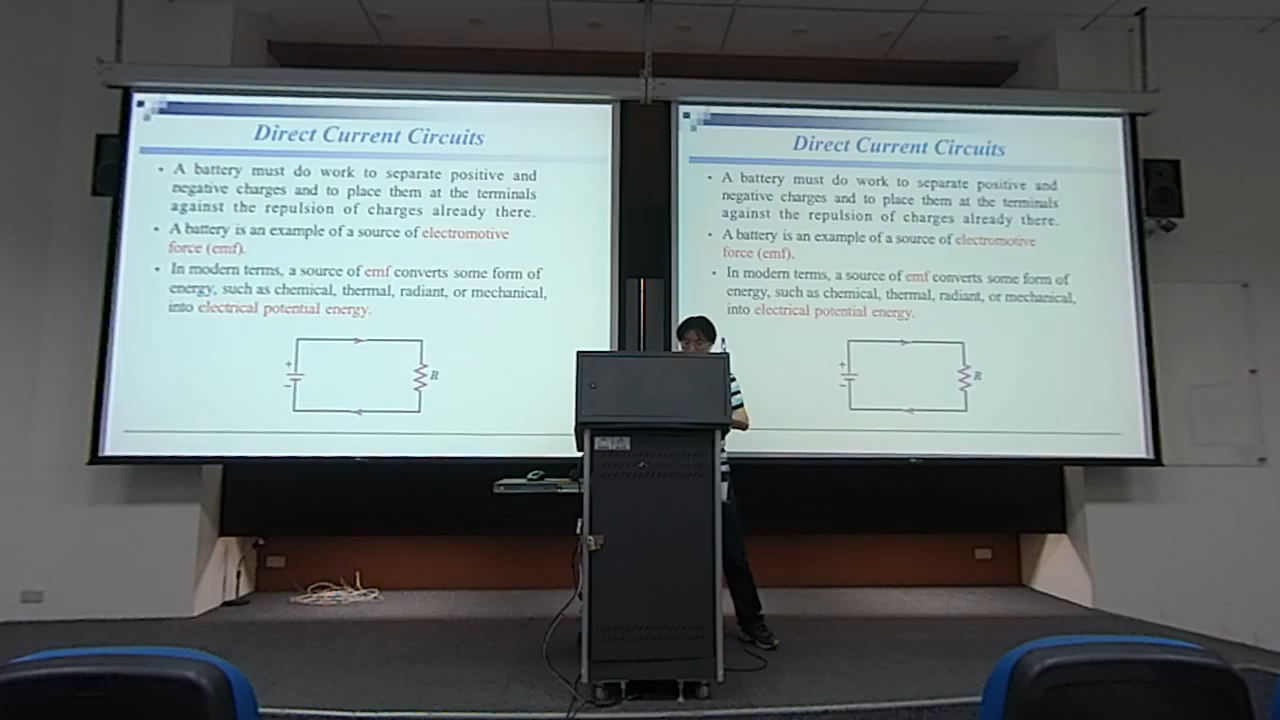 Direct Current Circuits
• A battery must do work to separate positive and
negative charges and to place them at the terminals
against the repulsion of charges already there.
• A battery is an example of a source of electromotive
force (emf).
• In modern terms, a source of emf converts some form of
energy, such as chemical, thermal, radiant, or mechanical,
into electrical potential energy.
+
−
R
Direct Current Circuits
• A battery must do work to separate positive and
negative charges and to place them at the terminals
against the repulsion of charges already there.
• A battery is an example of a source of electromotive
force (emf).
• In modern terms, a source of emf converts some form of
energy, such as chemical, thermal, radiant, or mechanical,
into electrical potential energy.
+
−
R